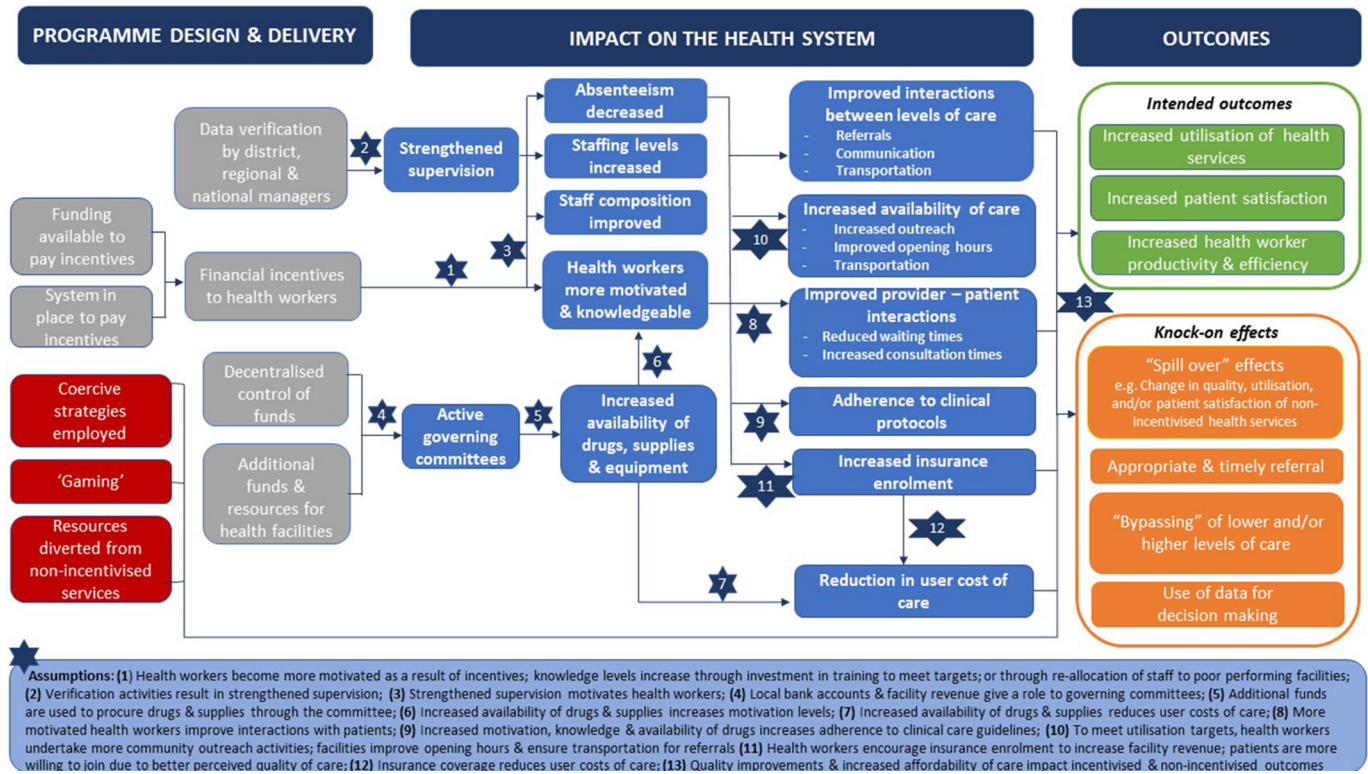 PROGRAMME DESIGN & DELIVERY
IMPACT ON THE HEALTH SYSTEM
OUTCOMES
Funding
available to
pay incentives
System in
place to pay
incentives
Coercive
strategies
employed
‘Gaming’
Resources
diverted from
non-incentivised
services
Data verification
by district,
regional &
national managers
Financial incentives
to health workers
Decentralised
control of
funds
Additional
funds &
resources for
health facilities
2
Strengthened
supervision
1
3
4
Active
governing
committees
5
Absenteeism
decreased
Staffing levels
increased
Staff composition
improved
Health workers
more motivated
& knowledgeable
6
Increased
availability of
drugs, supplies
& equipment
7
10
8
9
11
12
Improved interactions
between levels of care
- Referrals
- Communication
- Transportation
Increased availability of care
- Increased outreach
- Improved opening hours
- Transportation
Improved provider – patient
interactions
- Reduced waiting times
- Increased consultation times
Adherence to clinical
protocols
Increased insurance
enrolment
Reduction in user cost of
care
13
Intended outcomes
Increased utilisation of health
services
Increased patient satisfaction
Increased health worker
productivity & efficiency
Knock-on effects
“Spill over” effects
e.g. Change in quality, utilisation,
and/or patient satisfaction of non-
incentivised health services
Appropriate & timely referral
“Bypassing” of lower and/or
higher levels of care
Use of data for
decision making
Assumptions: (1) Health workers become more motivated as a result of incentives; knowledge levels increase through investment in training to meet targets; or through re-allocation of staff to poor performing facilities;
(2) Verification activities result in strengthened supervision; (3) Strengthened supervision motivates health workers; (4) Local bank accounts & facility revenue give a role to governing committees; (5) Additional funds
are used to procure drugs & supplies through the committee; (6) Increased availability of drugs & supplies increases motivation levels; (7) Increased availability of drugs & supplies reduces user costs of care; (8) More
motivated health workers improve interactions with patients; (9) Increased motivation, knowledge & availability of drugs increases adherence to clinical care guidelines; (10) To meet utilisation targets, health workers
undertake more community outreach activities; facilities improve opening hours & ensure transportation for referrals (11) Health workers encourage insurance enrolment to increase facility revenue; patients are more
willing to join due to better perceived quality of care; (12) Insurance coverage reduces user costs of care; (13) Quality improvements & increased affordability of care impact incentivised & non-incentivised outcomes